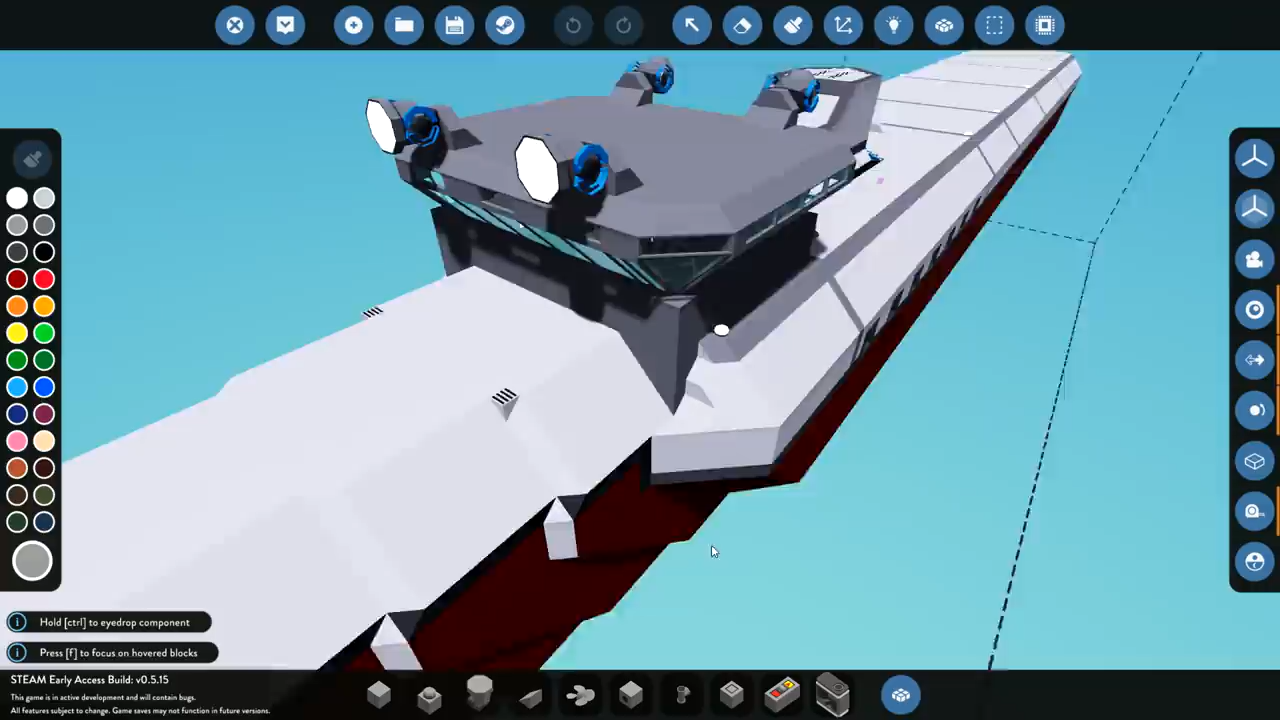 Hold [ctrl] to eyedrop component
Press [f] to focus on hovered blocks
STEAM Early Access Build: v0.5.15
This game is in active development and will contain bugs.
All features subject to change. Game saves may not function in future versions.